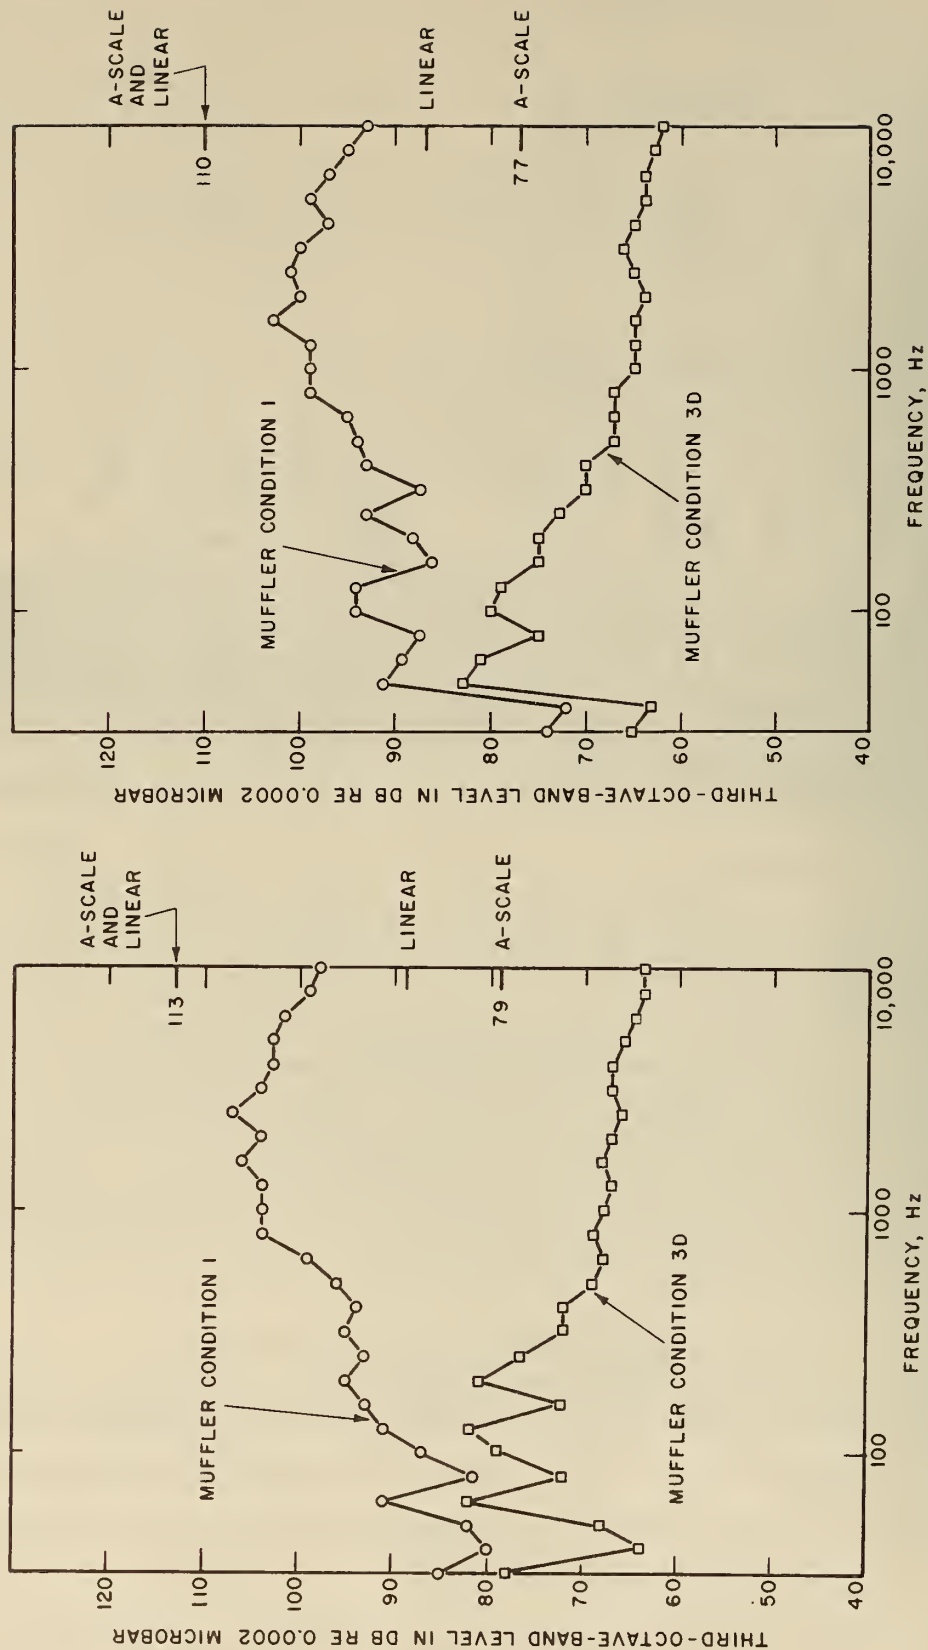 THIRD-OCTAVE-BAND LEVEL IN DB RE 0.0002 MICROBAR
120
110
100
90
80
70
60
50
40
113
79
A-SCALE
AND
LINEAR
LINEAR
A-SCALE
MUFFLER CONDITION 1
MUFFLER CONDITION 3D
100
1000
10,000
FREQUENCY, Hz
THIRD-OCTAVE-BAND LEVEL IN DB RE 0.0002 MICROBAR
120
110
100
90
80
70
60
50
40
110
77
A-SCALE
AND
LINEAR
LINEAR
A-SCALE
MUFFLER CONDITION 1
MUFFLER CONDITION 3D
100
1000
10,000
FREQUENCY, Hz